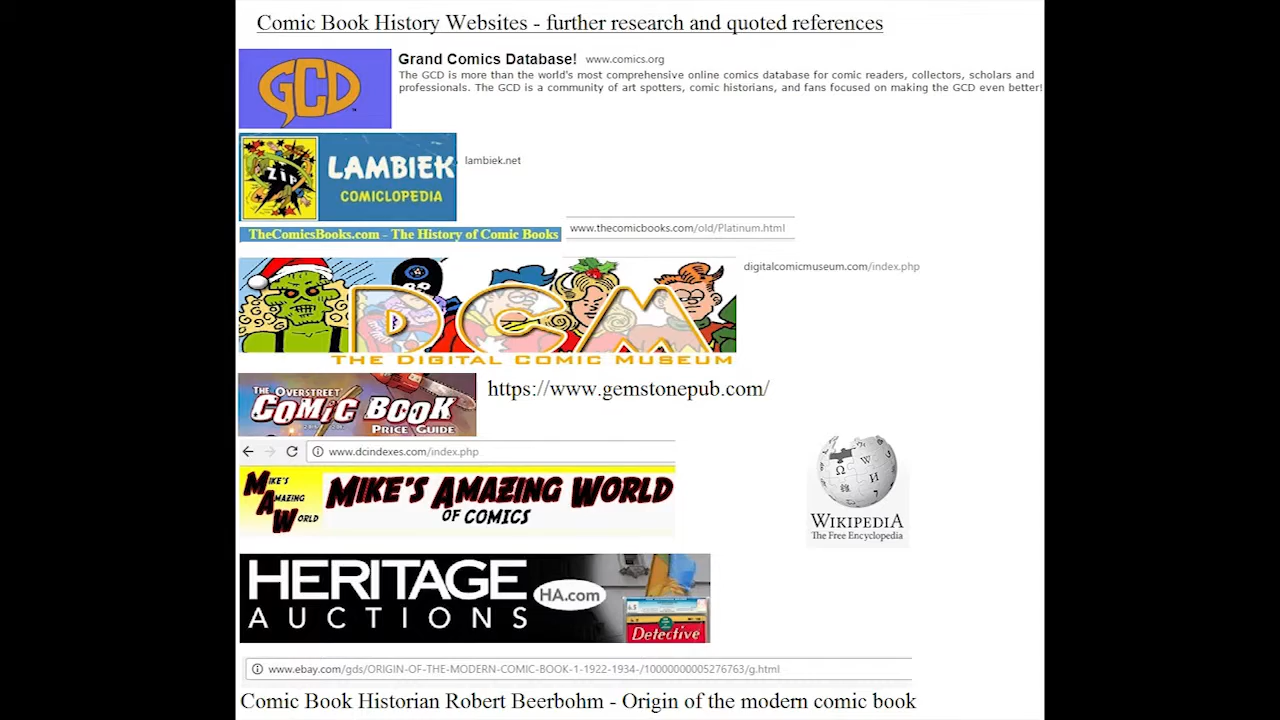 Comic Book History Websites - further research and quoted references
GCD
Grand Comics Database! www.comics.org
The GCD is more than the world's most comprehensive online comics database for comic readers, collectors, scholars and
professionals. The GCD is a community of art spotters, comic historians, and fans focused on making the GCD even better!
ZIP
LAMBIEK
COMICLOPEDIA
lambiek.net
TheComicsBooks.com - The History of Comic Books
www.thecomicbooks.com/old/Platinum.html
DCM
THE DIGITAL COMIC MUSEUM
digitalcomicmuseum.com/index.php
THE OVERSTREET
COMIC BOOK
PRICE GUIDE
https://www.gemstonepub.com/
www.dcindexes.com/index.php
MIKE'S
AMAZING
WORLD
MIKE'S AMAZING WORLD
OF COMICS
WIKIPEDIA
The Free Encyclopedia
HERITAGE
AUCTIONS
HA.com
Detective
www.ebay.com/gds/ORIGIN-OF-THE-MODERN-COMIC-BOOK-1-1922-1934-/10000000005276763/g.html
Comic Book Historian Robert Beerbohm - Origin of the modern comic book